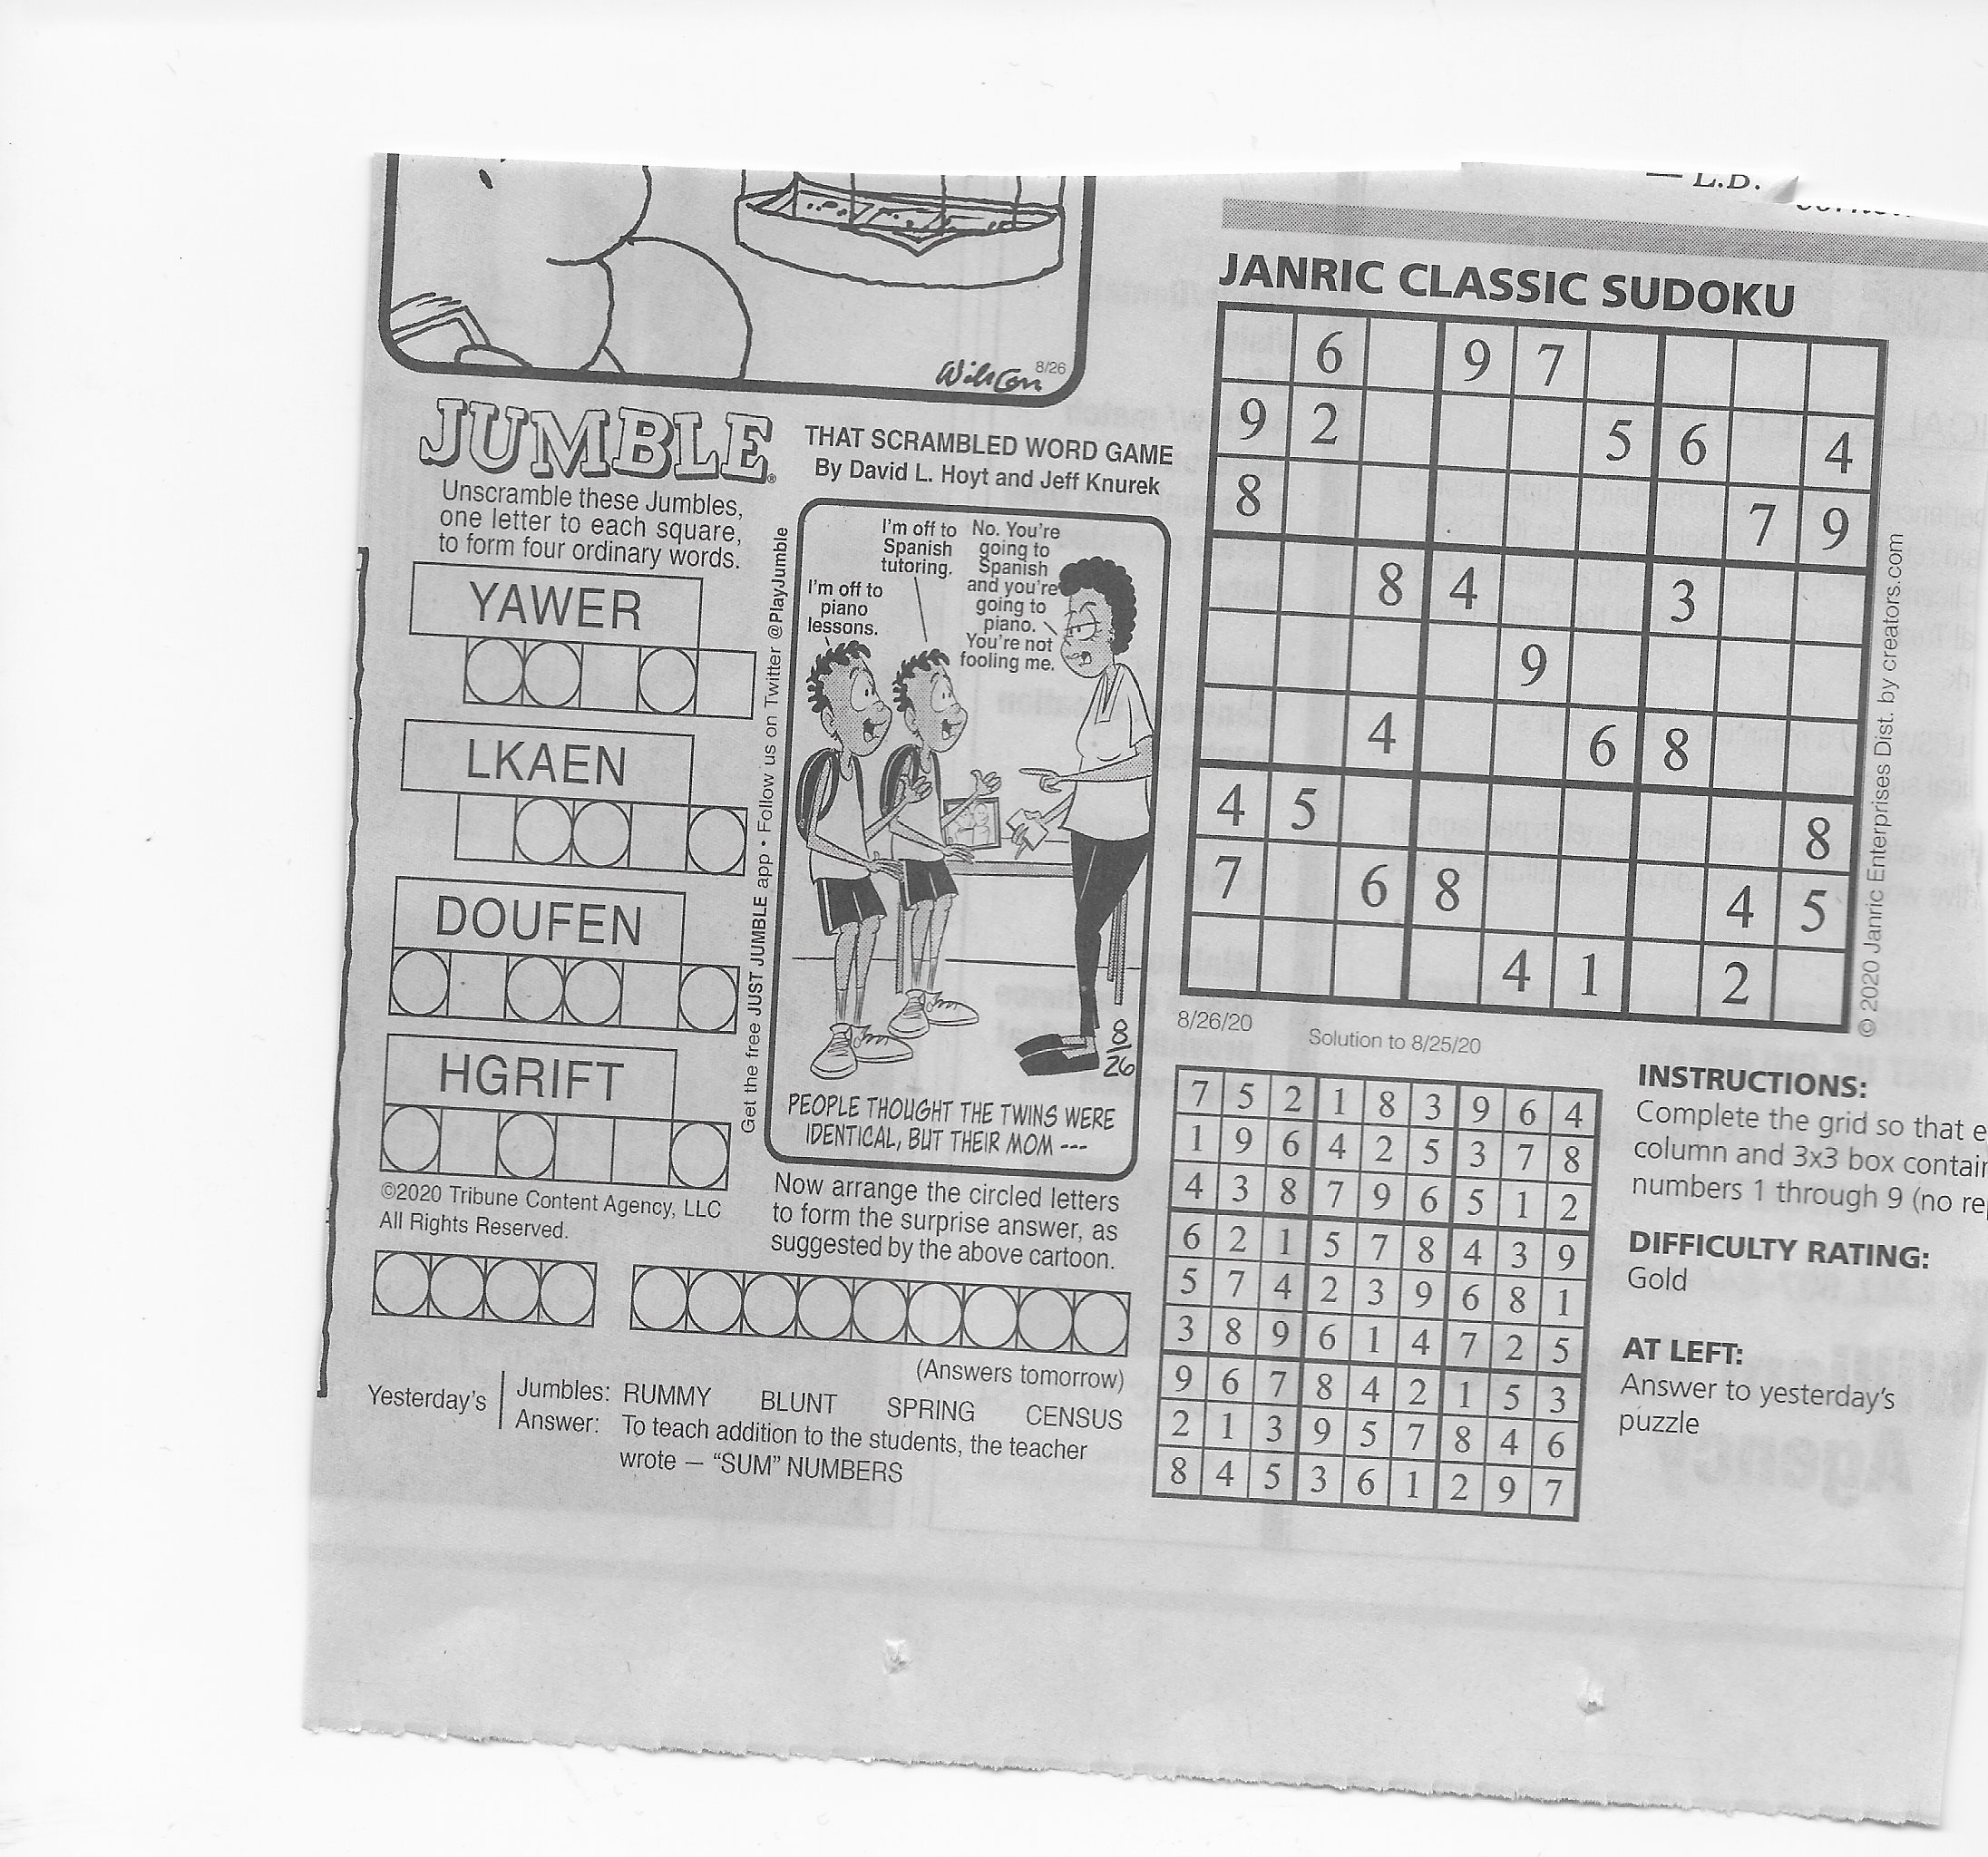 — L.B.
Wilson
8/26
JUMBLE®
THAT SCRAMBLED WORD GAME
By David L. Hoyt and Jeff Knurek
Unscramble these Jumbles,
one letter to each square,
to form four ordinary words.
YAWER
LKAEN
DOUFEN
HGRIFT
©2020 Tribune Content Agency, LLC
All Rights Reserved.
Get the free JUST JUMBLE app • Follow us on Twitter @PlayJumble
I'm off to
piano
lessons.
I'm off to
Spanish
tutoring.
No. You're
going to
Spanish
and you're
going to
piano.
You're not
fooling me.
8
26
PEOPLE THOUGHT THE TWINS WERE
IDENTICAL, BUT THEIR MOM ---
Now arrange the circled letters
to form the surprise answer, as
suggested by the above cartoon.
(Answers tomorrow)
Yesterday's
Jumbles: RUMMY BLUNT SPRING CENSUS
Answer: To teach addition to the students, the teacher
wrote — “SUM” NUMBERS
JANRIC CLASSIC SUDOKU
6 9 7
9 2 5 6 4
8 7 9
8 4 3
9
4 6 8
4 5 8
7 6 8 4 5
4 1 2
© 2020 Janric Enterprises Dist. by creators.com
8/26/20
Solution to 8/25/20
7 5 2 1 8 3 9 6 4
1 9 6 4 2 5 3 7 8
4 3 8 7 9 6 5 1 2
6 2 1 5 7 8 4 3 9
5 7 4 2 3 9 6 8 1
3 8 9 6 1 4 7 2 5
9 6 7 8 4 2 1 5 3
2 1 3 9 5 7 8 4 6
8 4 5 3 6 1 2 9 7
INSTRUCTIONS:
Complete the grid so that e
column and 3x3 box contai
numbers 1 through 9 (no re
DIFFICULTY RATING:
Gold
AT LEFT:
Answer to yesterday's
puzzle